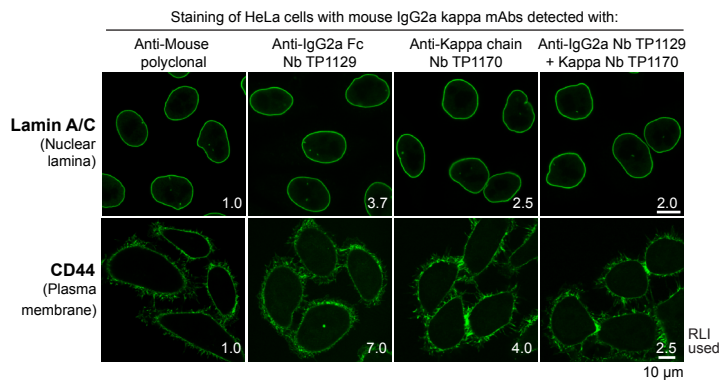 Staining of HeLa cells with mouse IgG2a kappa mAbs detected with:
Anti-Mouse polyclonal
Anti-IgG2a Fc Nb TP1129
Anti-Kappa chain Nb TP1170
Anti-IgG2a Nb TP1129 + Kappa Nb TP1170
Lamin A/C
(Nuclear
lamina)
1.0
3.7
2.5
2.0
CD44
(Plasma
membrane)
1.0
7.0
4.0
2.5
RLI
used
10 µm